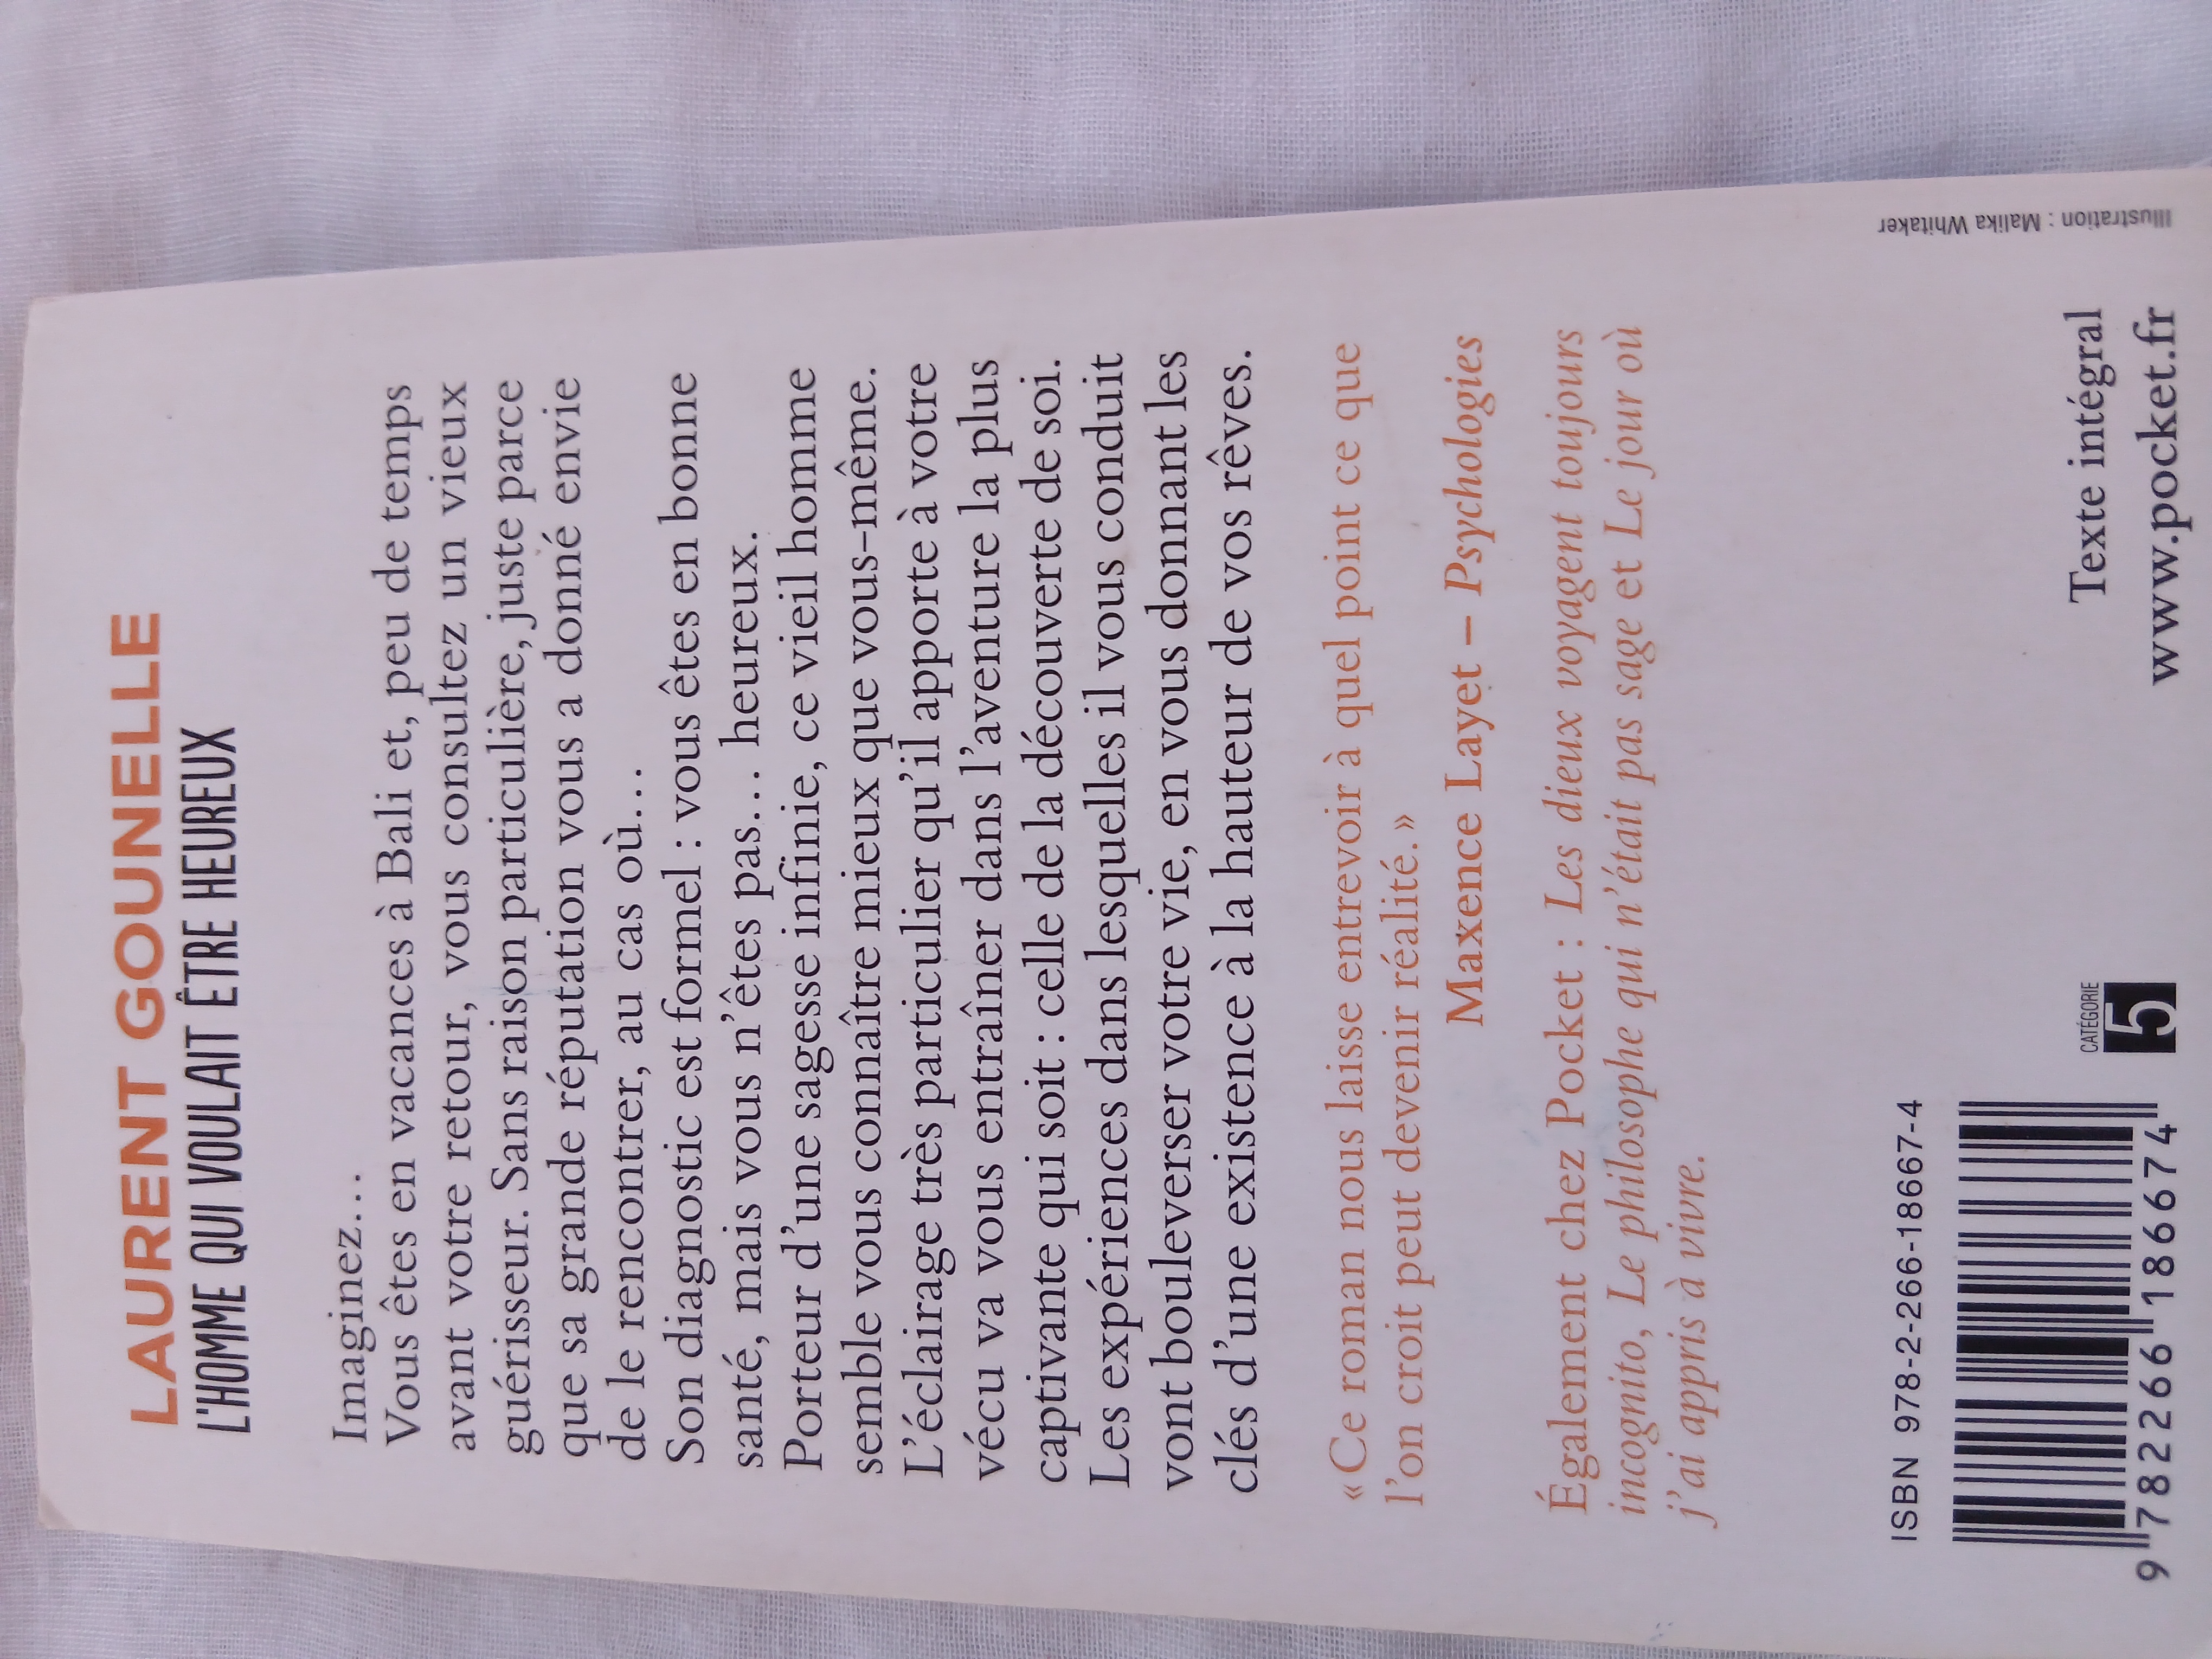 LAURENT GOUNELLE
L'HOMME QUI VOULAIT ÊTRE HEUREUX
Imaginez…
Vous êtes en vacances à Bali et, peu de temps
avant votre retour, vous consultez un vieux
guérisseur. Sans raison particulière, juste parce
que sa grande réputation vous a donné envie
de le rencontrer, au cas où…
Son diagnostic est formel : vous êtes en bonne
santé, mais vous n'êtes pas… heureux.
Porteur d'une sagesse infinie, ce vieil homme
semble vous connaître mieux que vous-même.
L'éclairage très particulier qu'il apporte à votre
vécu va vous entraîner dans l'aventure la plus
captivante qui soit : celle de la découverte de soi.
Les expériences dans lesquelles il vous conduit
vont bouleverser votre vie, en vous donnant les
clés d'une existence à la hauteur de vos rêves.
« Ce roman nous laisse entrevoir à quel point ce que
l'on croit peut devenir réalité. »
Maxence Layet – Psychologies
Également chez Pocket : Les dieux voyagent toujours
incognito, Le philosophe qui n'était pas sage et Le jour où
j'ai appris à vivre.
ISBN 978-2-266-18667-4
9 782266 186674
CATÉGORIE
5
Texte intégral
www.pocket.fr
Illustration : Malika Whitaker